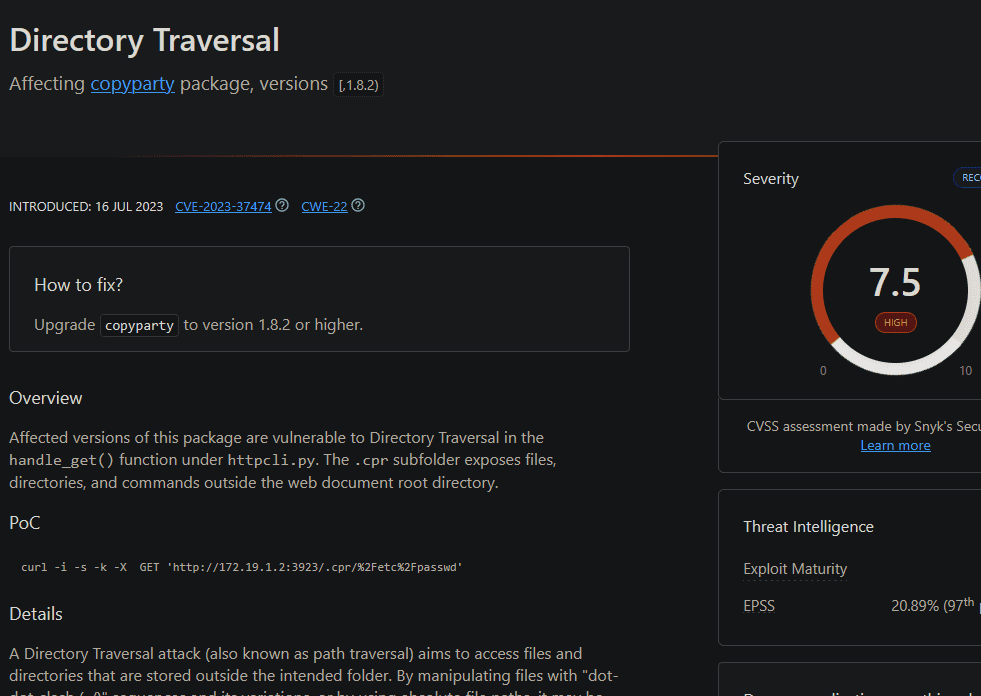 Directory Traversal
Affecting copyparty package, versions [,1.8.2)
INTRODUCED: 16 JUL 2023 CVE-2023-37474 ? CWE-22 ?
How to fix?
Upgrade copyparty to version 1.8.2 or higher.
Overview
Affected versions of this package are vulnerable to Directory Traversal in the
handle_get() function under httpcli.py. The .cpr subfolder exposes files,
directories, and commands outside the web document root directory.
PoC
curl -i -s -k -X  GET 'http://172.19.1.2:3923/.cpr/%2Fetc%2Fpasswd'
Details
A Directory Traversal attack (also known as path traversal) aims to access files and
directories that are stored outside the intended folder. By manipulating files with "dot-
Severity
REC
7.5
HIGH
0 10
CVSS assessment made by Snyk's Secu
Learn more
Threat Intelligence
Exploit Maturity
EPSS 20.89% (97th